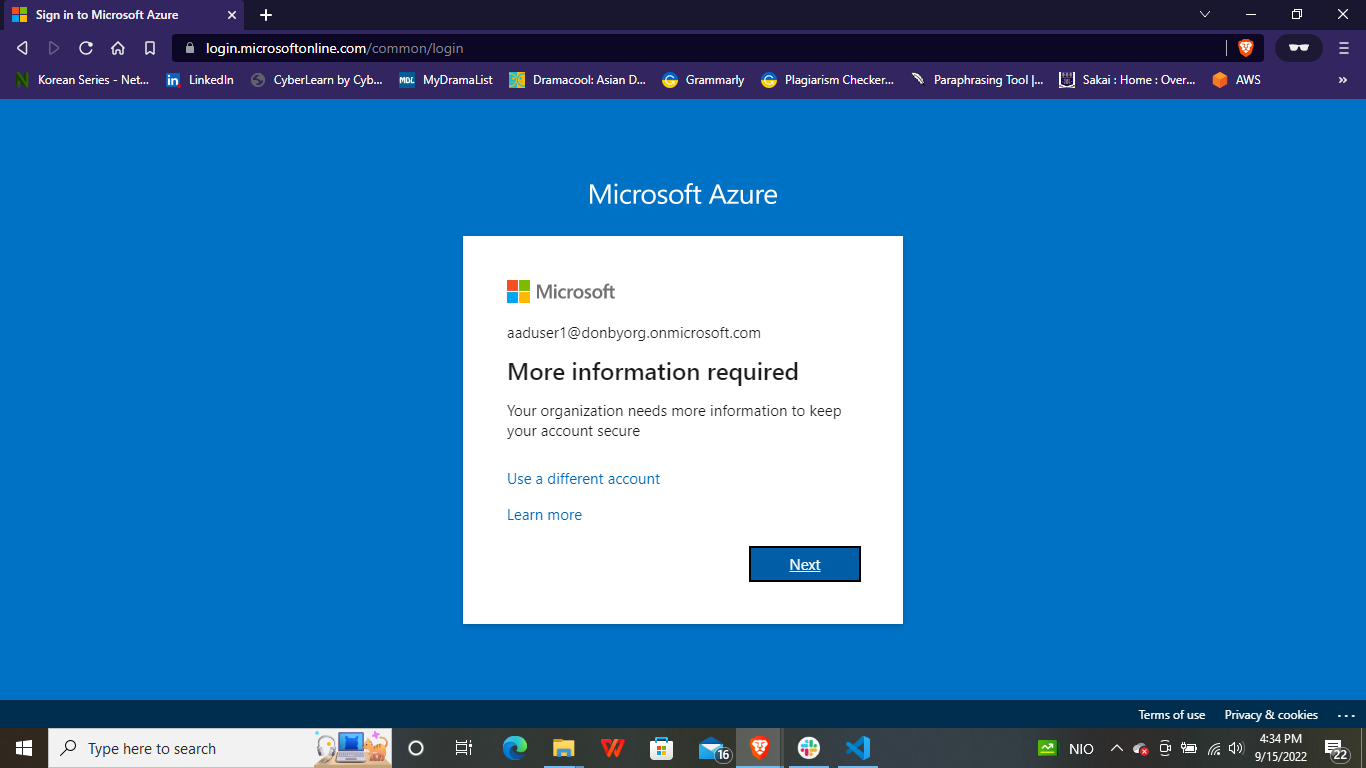 Sign in to Microsoft Azure
login.microsoftonline.com/common/login
Korean Series - Net...
LinkedIn
CyberLearn by Cyb...
MDL
MyDramaList
Dramacool: Asian D...
Grammarly
Plagiarism Checker...
Paraphrasing Tool |...
Sakai : Home : Over...
AWS
Microsoft Azure
Microsoft
aaduser1@donbyorg.onmicrosoft.com
More information required
Your organization needs more information to keep
your account secure
Use a different account
Learn more
Next
Terms of use
Privacy & cookies
Type here to search
16
NIO
4:34 PM
9/15/2022
22